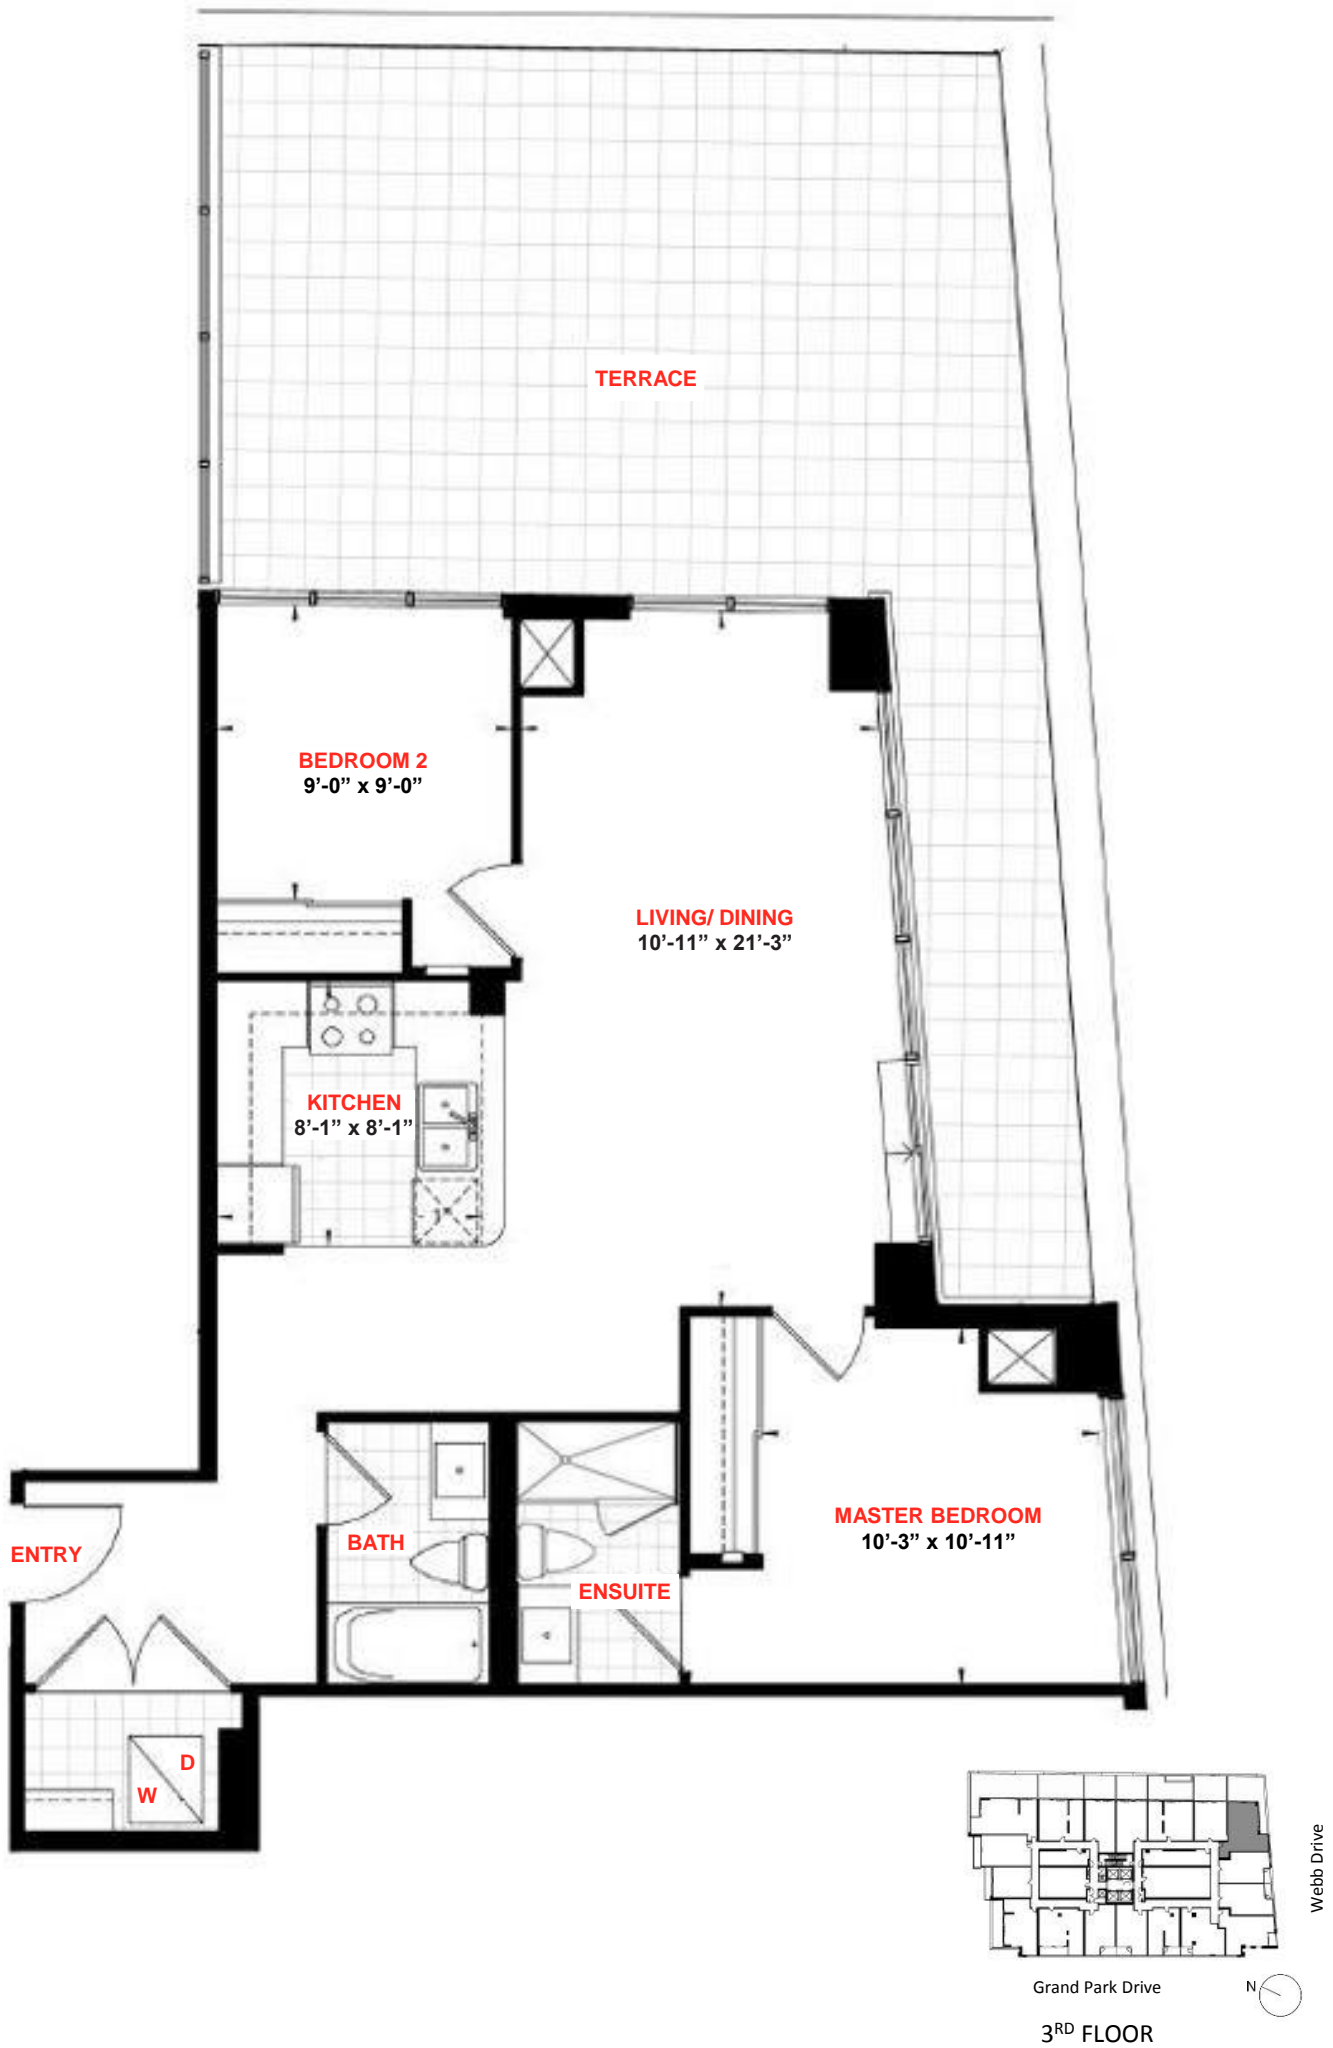 TERRACE
BEDROOM 2
9’-0” x 9’-0”
LIVING/ DINING
10’-11” x 21’-3”
KITCHEN
8’-1” x 8’-1”
MASTER BEDROOM
10’-3” x 10’-11”
BATH
ENTRY
ENSUITE
D
W
Webb Drive
Grand Park Drive
N
3RD FLOOR